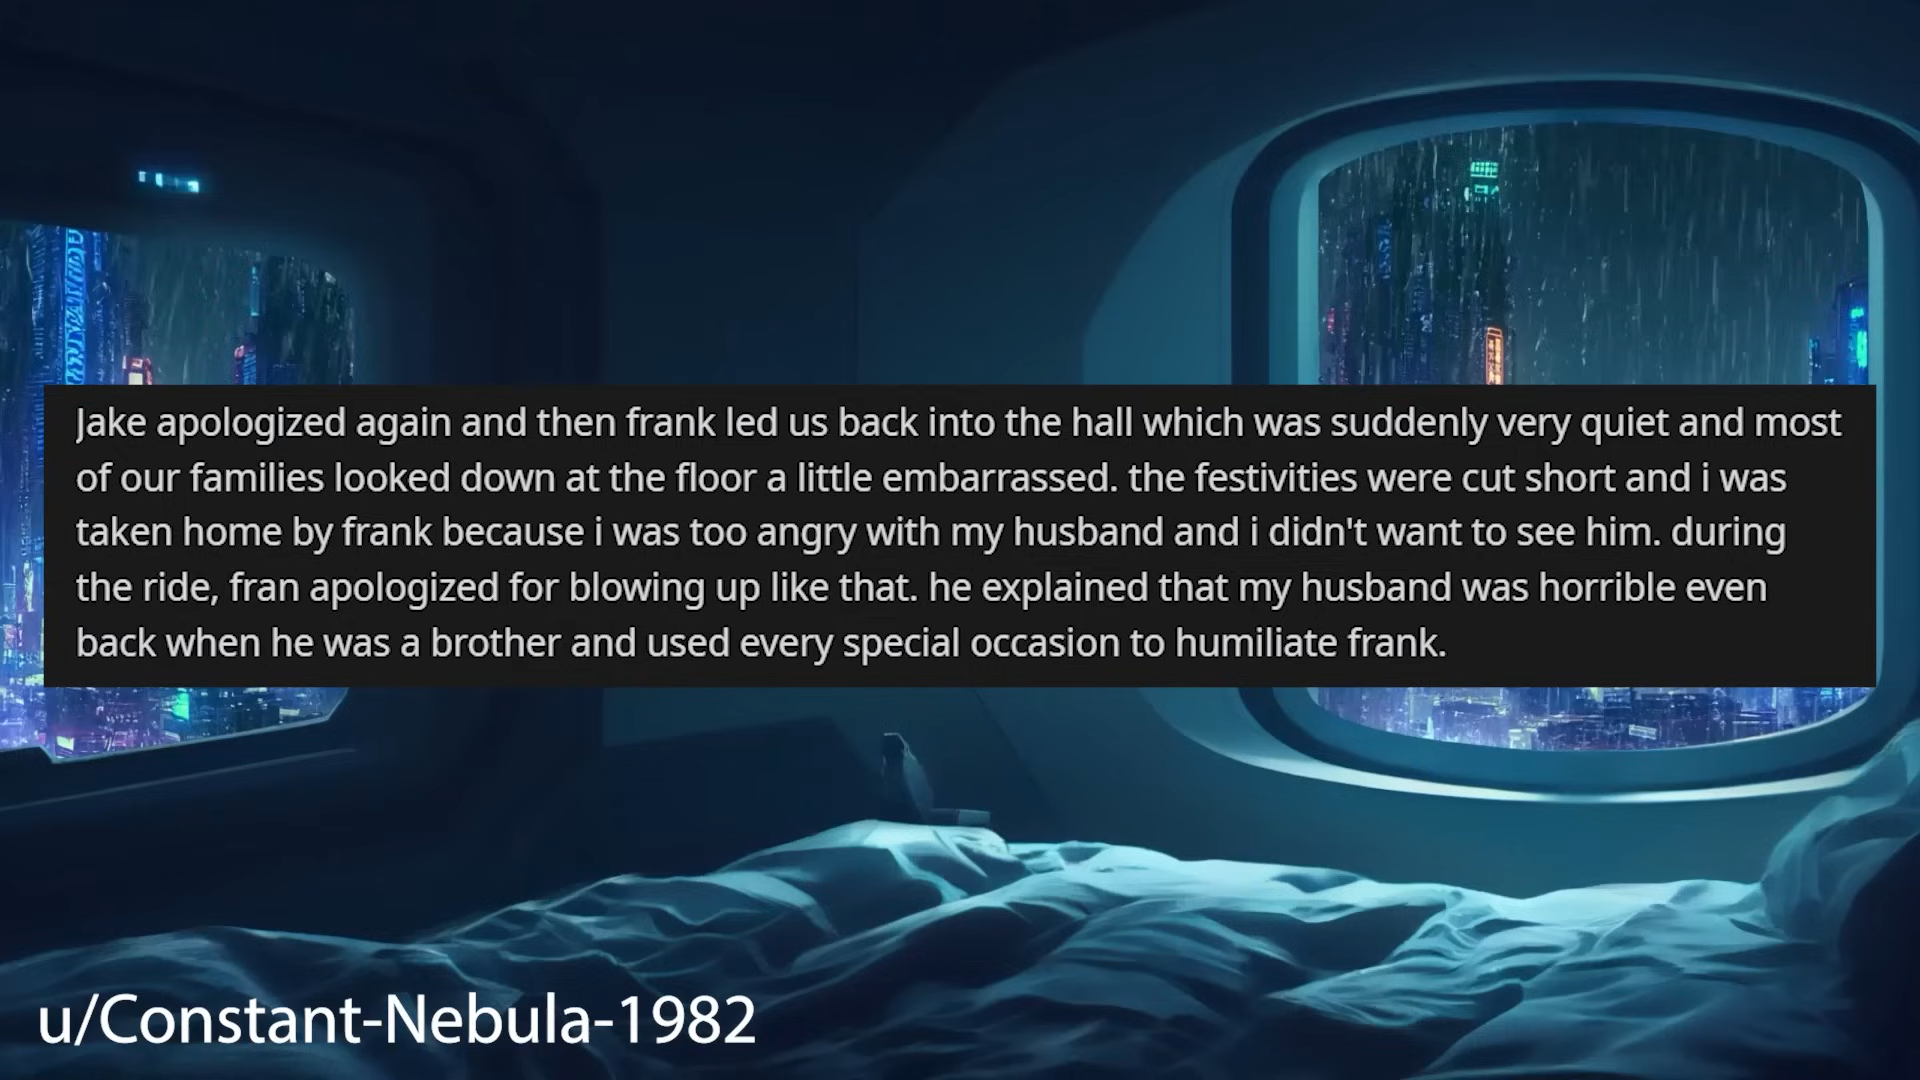 Jake apologized again and then frank led us back into the hall which was suddenly very quiet and most
of our families looked down at the floor a little embarrassed. the festivities were cut short and i was
taken home by frank because i was too angry with my husband and i didn't want to see him. during
the ride, fran apologized for blowing up like that. he explained that my husband was horrible even
back when he was a brother and used every special occasion to humiliate frank.
u/Constant-Nebula-1982